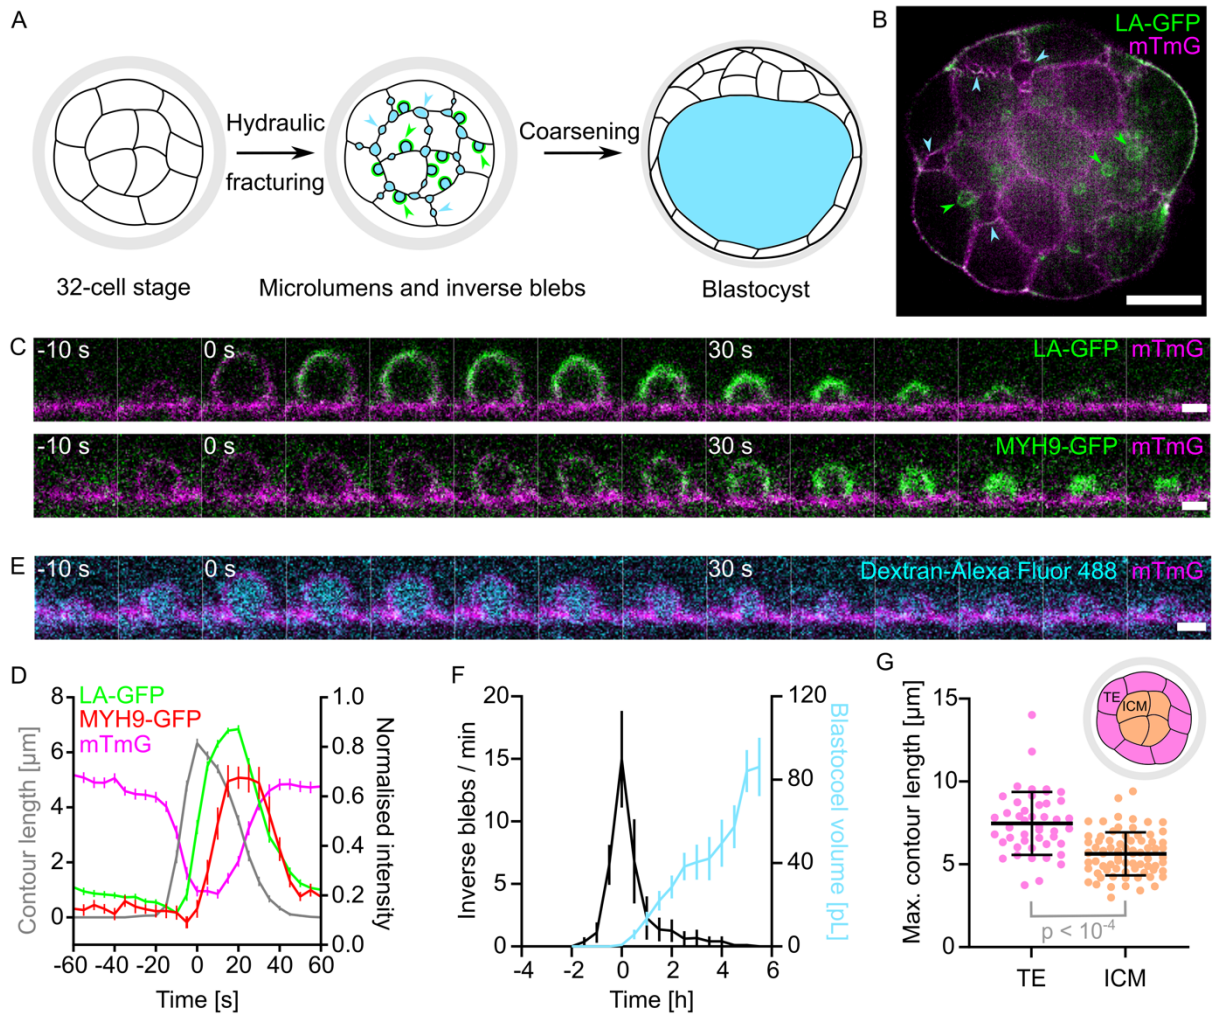 A
Hydraulic
fracturing
Coarsening
32-cell stage
Microlumens and inverse blebs
Blastocyst
B
LA-GFP
mTmG
C
-10 s
0 s
30 s
LA-GFP mTmG
-10 s
0 s
30 s
MYH9-GFP mTmG
E
-10 s
0 s
30 s
Dextran-Alexa Fluor 488 mTmG
D
LA-GFP
MYH9-GFP
mTmG
Contour length [µm]
8
6
4
2
0
1.0
0.8
0.6
0.4
0.2
0.0
Normalised intensity
-60 -40 -20 0 20 40 60
Time [s]
F
Inverse blebs / min
20
15
10
5
0
120
80
40
0
Blastocoel volume [pL]
-4 -2 0 2 4 6
Time [h]
G
TE
ICM
Max. contour length [µm]
15
10
5
0
p < 10⁻⁴
TE ICM